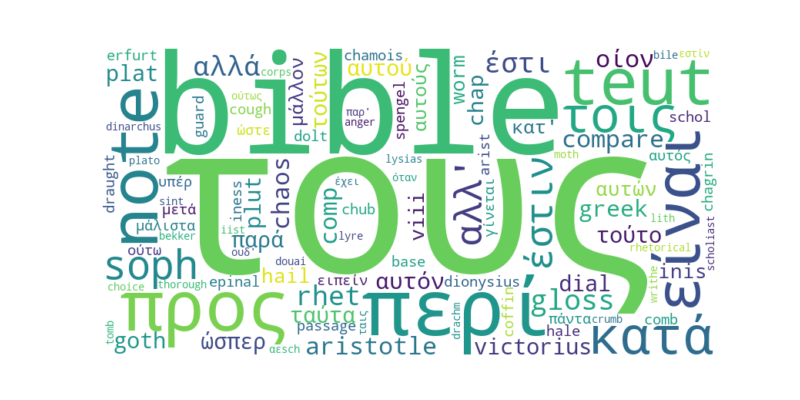 erfurt
plat
αλλά
chamois
corps
αυτού
τούτων
μάλλον
ούτως
παρ'
guard
cough
ώστε
anger
dolt
spengel
αυτούς
worm
chap
έστι
κατ'
οίον
bile
εστίν
teut
τοις
schol
compare
bible
note
dinarchus
draught
plato
υπέρ
sint
μετά
μάλιστα
bekker
ούτω
iness
plut
iist
παρά
chaos
ουδ'
comp
έχει
chub
lyre
lysias
όταν
viii
αλλ'
arist
γίνεται
έστιν
moth
αυτός
αυτών
greek
τούτο
lith
rhetorical
είναι
chagrin
scholiast
τους
soph
choice
thorough
epinal
hail
douai
ειπείν
αυτόν
base
dionysius
dial
inis
writhe
προς
rhet
ταύτα
περί
gloss
coffin
drachm
πάντα
crumb
comb
tomb
goth
ώσπερ
αesch
passage
ταις
aristotle
victorius
hale
κατά